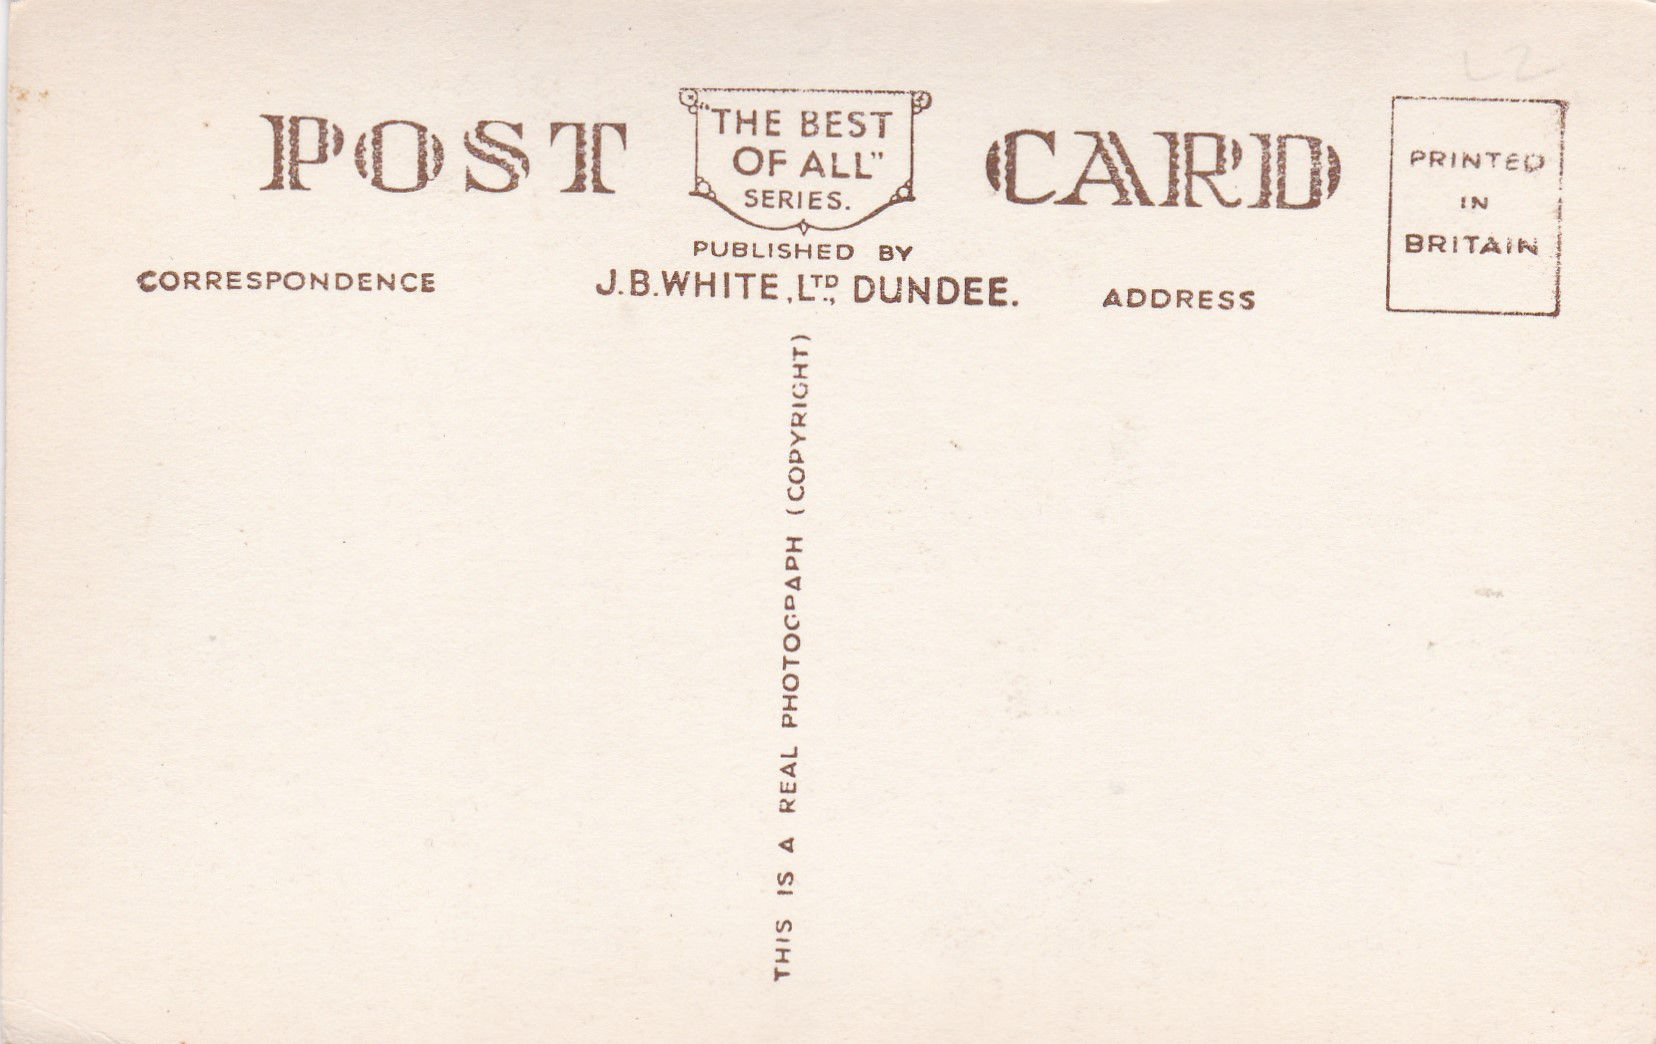 POST CARD
"THE BEST
OF ALL"
SERIES.
PUBLISHED BY
J.B.WHITE, LTD., DUNDEE.
CORRESPONDENCE
ADDRESS
PRINTED
IN
BRITAIN
THIS IS A REAL PHOTOGRAPH (COPYRIGHT)